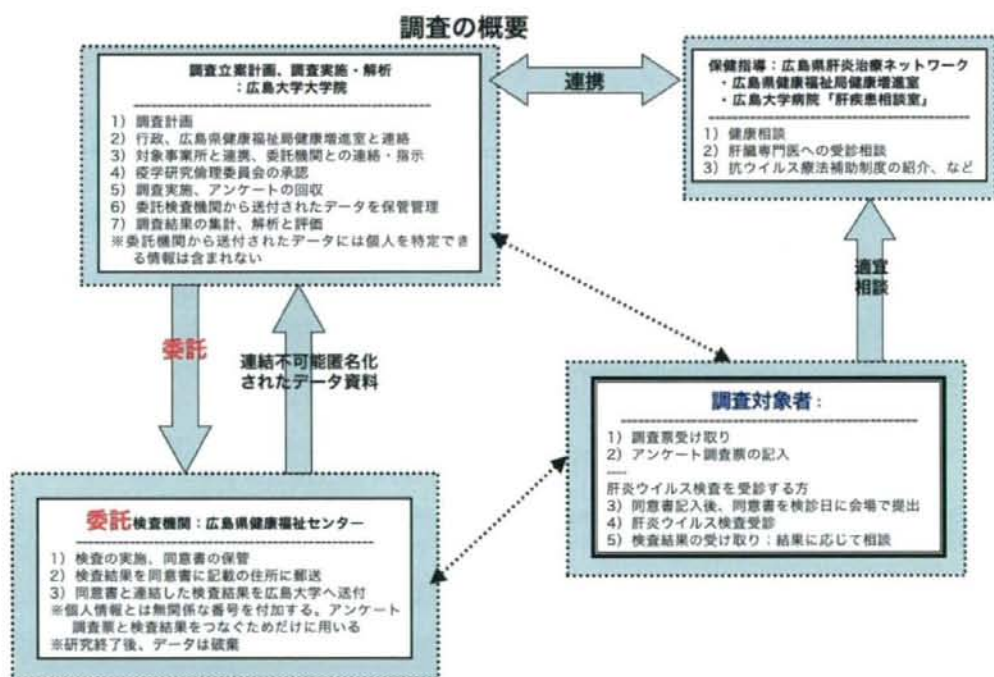 調査の概要
調査立案計画、調査実施・解析
：広島大学大学院
1）調査計画
2）行政、広島県健康福祉局健康増進室と連絡
3）対象事業所と連携、委託機関との連絡・指示
4）疫学研究倫理委員会の承認
5）調査実施、アンケートの回収
6）委託検査機関から送付されたデータを保管管理
7）調査結果の集計、解析と評価
※委託機関から送付されたデータには個人を特定でき
る情報は含まれない
連携
保健指導：広島県肝炎治療ネットワーク
・広島県健康福祉局健康増進室
・広島大学病院「肝疾患相談室」
1）健康相談
2）肝臓専門医への受診相談
3）抗ウイルス療法補助制度の紹介、など
適宜
相談
委託
連結不可能匿名化
されたデータ資料
調査対象者：
1）調査票受け取り
2）アンケート調査票の記入
......
肝炎ウイルス検査を受診する方
3）同意書記入後、同意書を検診日に会場で提出
4）肝炎ウイルス検査受診
5）検査結果の受け取り：結果に応じて相談
委託検査機関：広島県健康福祉センター
1）検査の実施、同意書の保管
2）検査結果を同意書に記載の住所に郵送
3）同意書と連結した検査結果を広島大学へ送付
※個人情報とは無関係な番号を付加する、アンケート
調査票と検査結果をつなぐためだけに用いる
※研究終了後、データは破棄